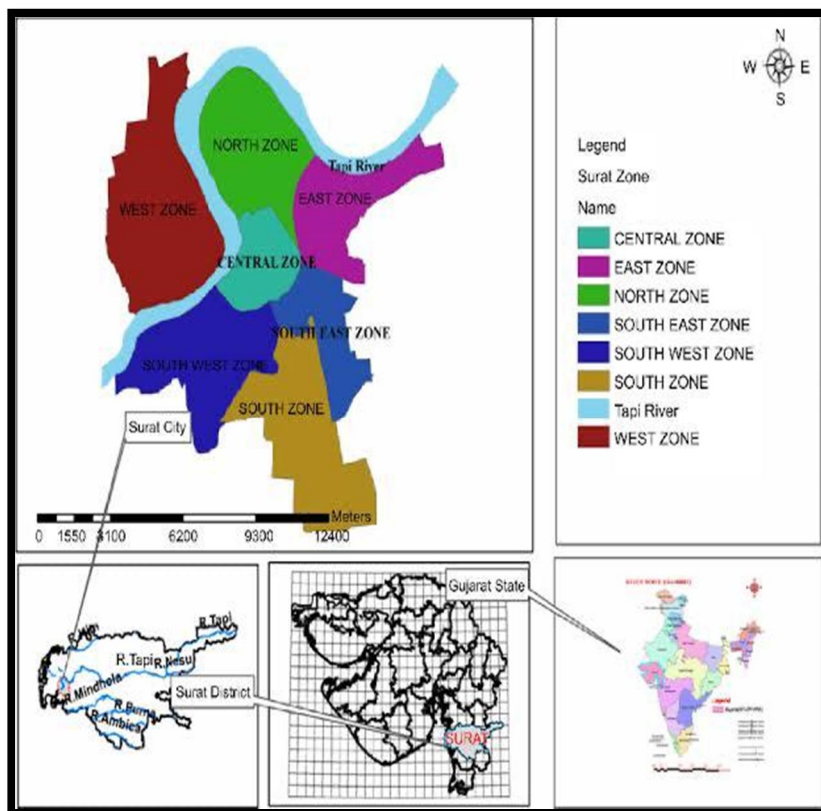 N
W E
S
NORTH ZONE
Tapi River
EAST ZONE
WEST ZONE
CENTRAL ZONE
SOUTH EAST ZONE
SOUTH WEST ZONE
SOUTH ZONE
Surat City
Meters
0 1550 3100 6200 9300 12400
Legend
Surat Zone
Name
CENTRAL ZONE
EAST ZONE
NORTH ZONE
SOUTH EAST ZONE
SOUTH WEST ZONE
SOUTH ZONE
Tapi River
WEST ZONE
R.Tapi
R.Tapi
R.Nesu
R.Mindhola
R.Purna
R.Ambica
Surat District
SURAT
Gujarat State
Legend